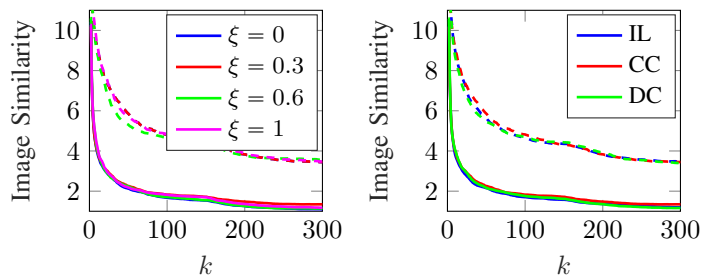 Image Similarity
10
8
6
4
2
0
100
200
300
k
ξ = 0
ξ = 0.3
ξ = 0.6
ξ = 1
Image Similarity
10
8
6
4
2
0
100
200
300
k
IL
CC
DC